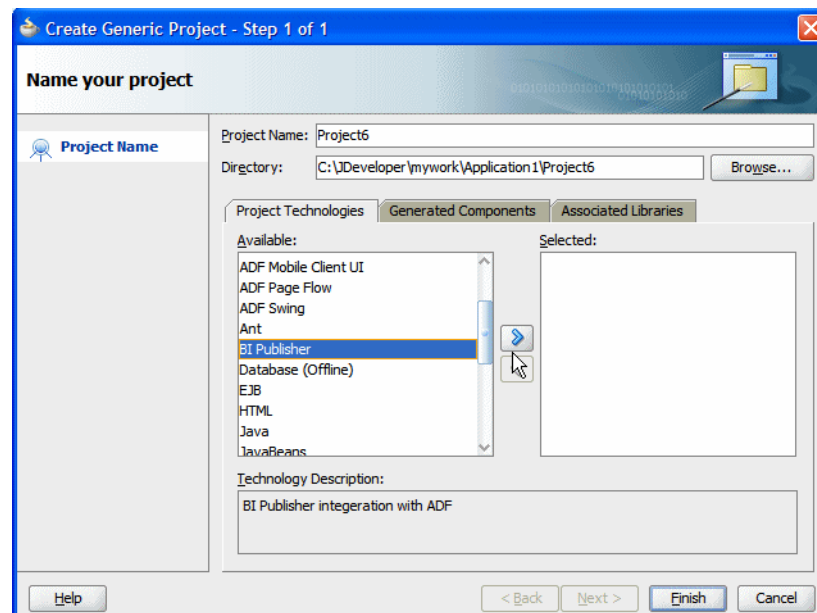 Create Generic Project - Step 1 of 1
Name your project
Project Name
Project Name: Project6
Directory: C:\JDeveloper\mywork\Application1\Project6 Browse...
Project Technologies Generated Components Associated Libraries
Available: Selected:
ADF Mobile Client UI
ADF Page Flow
ADF Swing
Ant
BI Publisher
Database (Offline)
EJB
HTML
Java
JavaBeans
Technology Description:
BI Publisher integeration with ADF
Help < Back Next > Finish Cancel